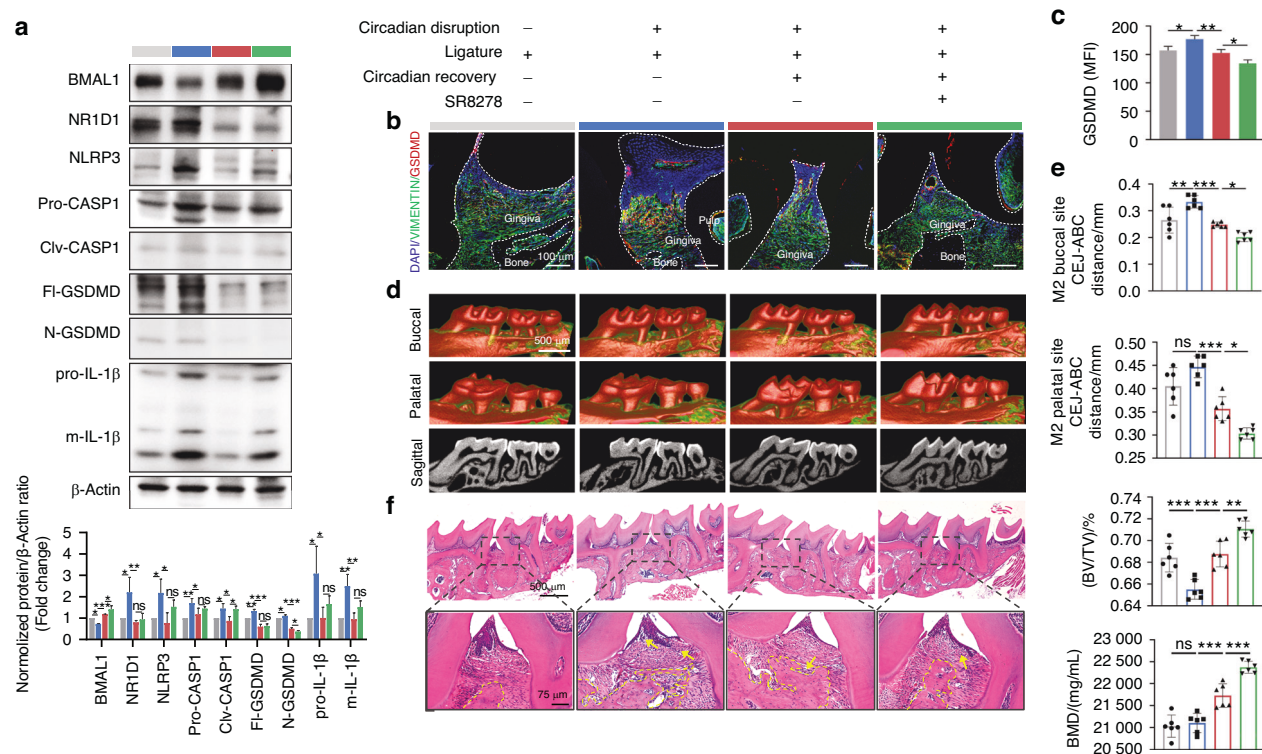 a
BMAL1
NR1D1
NLRP3
Pro-CASP1
Clv-CASP1
Fl-GSDMD
N-GSDMD
pro-IL-1β
m-IL-1β
β-Actin
Normalized protein/β-Actin ratio
(Fold change)
5
4
3
2
1
0
* *** *
* ** ns
* * ns
** * ns
* * *
** *** ns
* *** *
* * ns
* ** ns
BMAL1
NR1D1
NLRP3
Pro-CASP1
Clv-CASP1
Fl-GSDMD
N-GSDMD
pro-IL-1β
m-IL-1β
Circadian disruption − + + +
Ligature + + + +
Circadian recovery − − + +
SR8278 − − − +
b
DAPI/VIMENTIN/GSDMD
Gingiva
Bone
100 μm
Pulp
Gingiva
Bone
Gingiva
Gingiva
Bone
d
Buccal
500 μm
Palatal
Sagittal
f
500 μm
75 μm
c
GSDMD (MFI)
200
150
100
50
0
* ** *
e
M2 buccal site
CEJ-ABC
distance/mm
0.4
0.3
0.2
0.1
0.0
** *** *
M2 palatal site
CEJ-ABC
distance/mm
0.50
0.45
0.40
0.35
0.30
0.25
ns *** *
(BV/TV)/%
0.74
0.72
0.70
0.68
0.66
0.64
*** *** **
BMD/(mg/mL)
23 000
22 500
22 000
21 500
21 000
20 500
ns *** ***